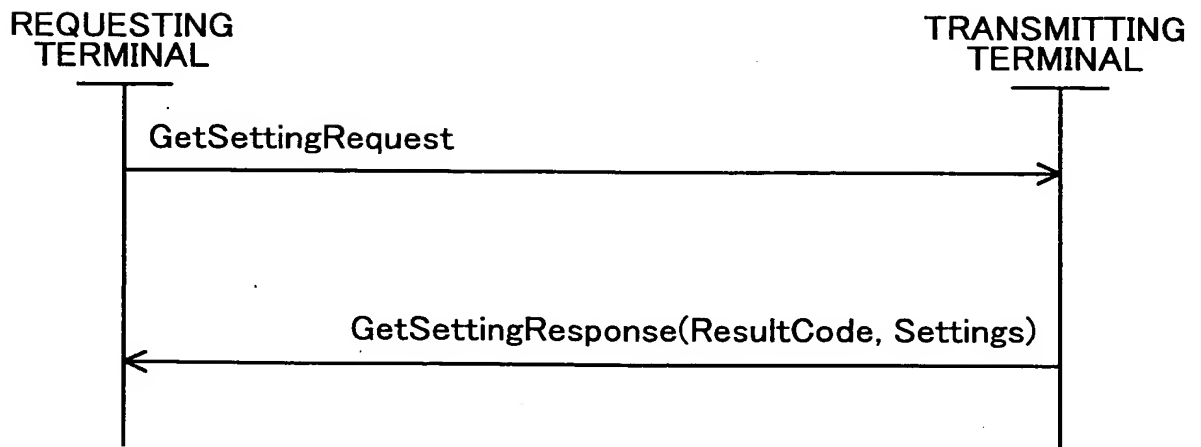 REQUESTING
TERMINAL
TRANSMITTING
TERMINAL
GetSettingRequest
GetSettingResponse(ResultCode, Settings)